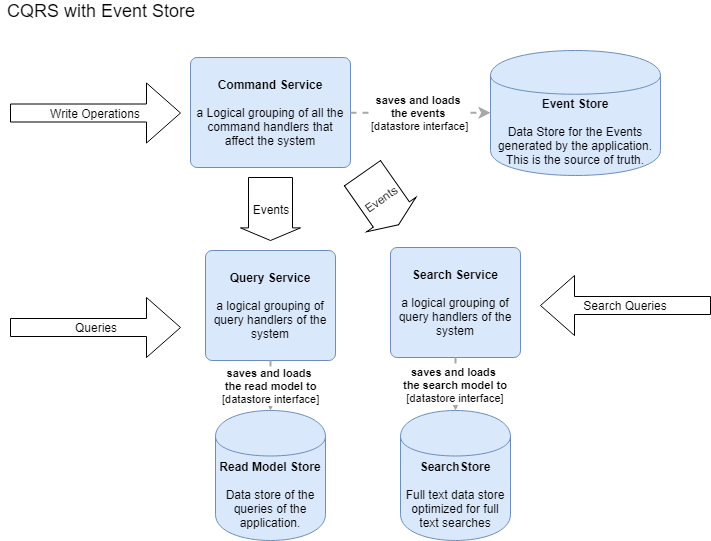 CQRS with Event Store
Write Operations
Command Service
a Logical grouping of all the
command handlers that
affect the system
saves and loads
the events
[datastore interface]
Event Store
Data Store for the Events
generated by the application.
This is the source of truth.
Events
Events
Queries
Query Service
a logical grouping of
query handlers of the
system
Search Service
a logical grouping of
query handlers of the
system
Search Queries
saves and loads
the read model to
[datastore interface]
saves and loads
the search model to
[datastore interface]
Read Model Store
Data store of the
queries of the
application.
Search Store
Full text data store
optimized for full
text searches